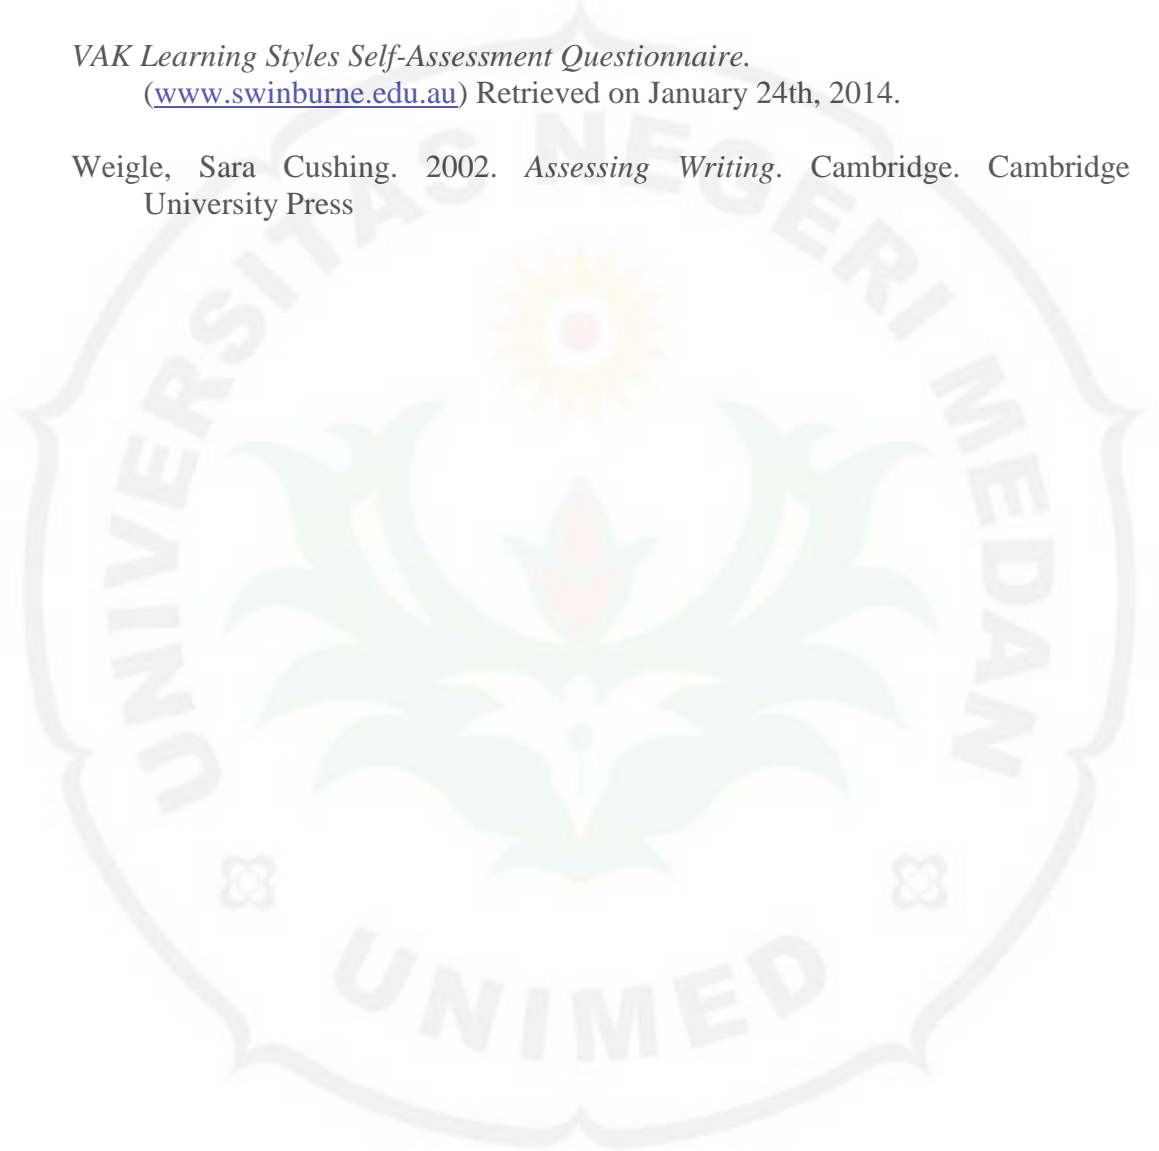 VAK Learning Styles Self-Assessment Questionnaire.
(www.swinburne.edu.au) Retrieved on January 24th, 2014.
Weigle, Sara Cushing. 2002. Assessing Writing. Cambridge. Cambridge
University Press
UNIVERSITAS NEGERI MEDAN
UNIMED